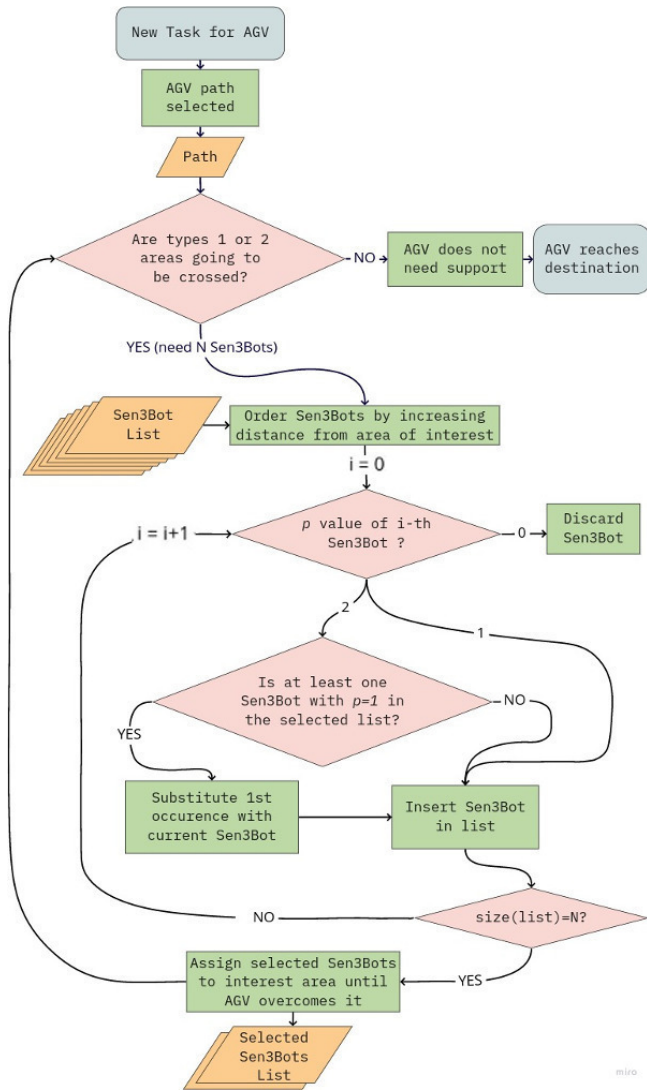 New Task for AGV
AGV path
selected
Path
Are types 1 or 2
areas going to
be crossed?
NO
AGV does not
need support
AGV reaches
destination
YES (need N Sen3Bots)
Sen3Bot
List
Order Sen3Bots by increasing
distance from area of interest
i = 0
i = i+1
p value of i-th
Sen3Bot ?
0
Discard
Sen3Bot
2
1
Is at least one
Sen3Bot with p=1 in
the selected list?
NO
YES
Substitute 1st
occurence with
current Sen3Bot
Insert Sen3Bot
in list
size(list)=N?
NO
YES
Assign selected Sen3Bots
to interest area until
AGV overcomes it
Selected
Sen3Bots
List
miro